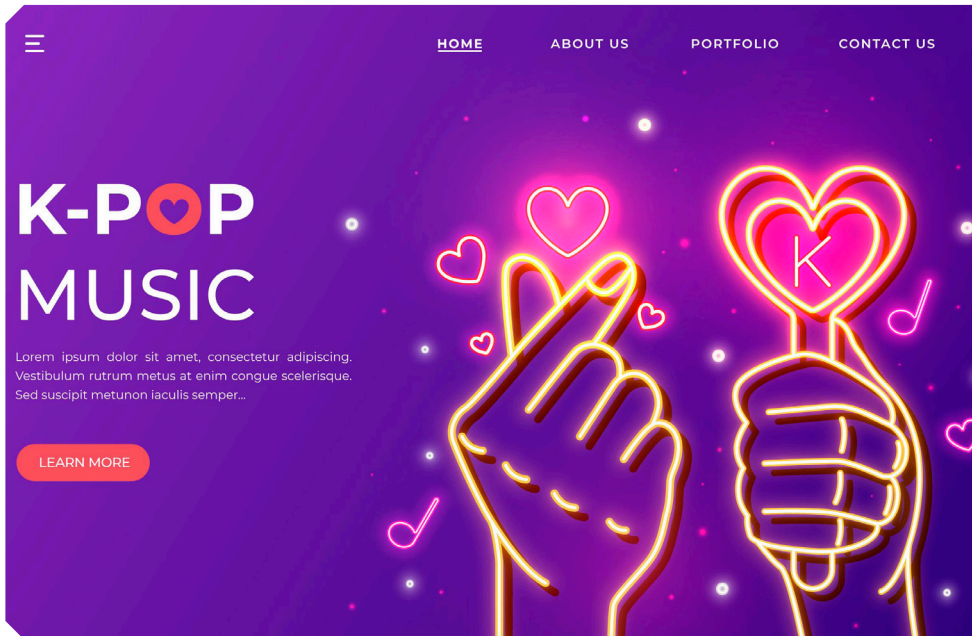 HOME ABOUT US PORTFOLIO CONTACT US
K-POP
MUSIC
Lorem ipsum dolor sit amet, consectetur adipiscing.
Vestibulum rutrum metus at enim congue scelerisque.
Sed suscipit metunon iaculis semper...
LEARN MORE
K